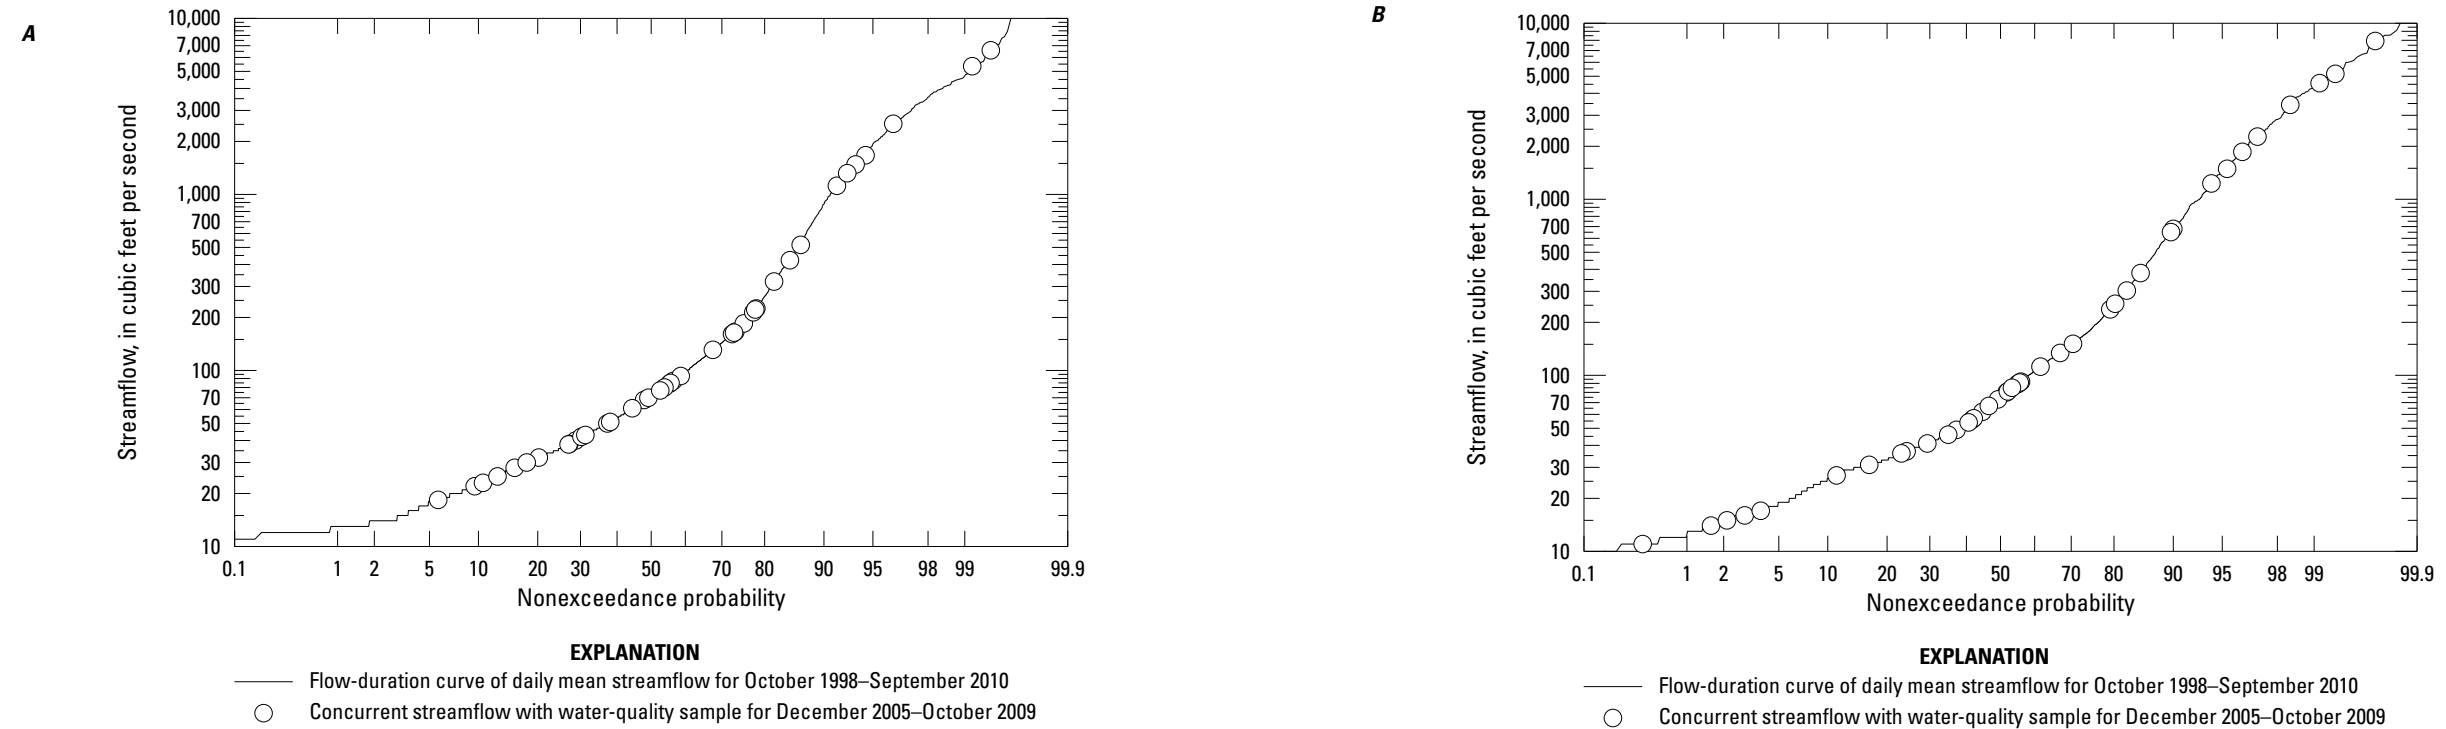 A
Streamflow, in cubic feet per second
10,000
7,000
5,000
3,000
2,000
1,000
700
500
300
200
100
70
50
30
20
10
0.1 1 2 5 10 20 30 50 70 80 90 95 98 99 99.9
Nonexceedance probability
EXPLANATION
Flow-duration curve of daily mean streamflow for October 1998–September 2010
Concurrent streamflow with water-quality sample for December 2005–October 2009
B
Streamflow, in cubic feet per second
10,000
7,000
5,000
3,000
2,000
1,000
700
500
300
200
100
70
50
30
20
10
0.1 1 2 5 10 20 30 50 70 80 90 95 98 99 99.9
Nonexceedance probability
EXPLANATION
Flow-duration curve of daily mean streamflow for October 1998–September 2010
Concurrent streamflow with water-quality sample for December 2005–October 2009